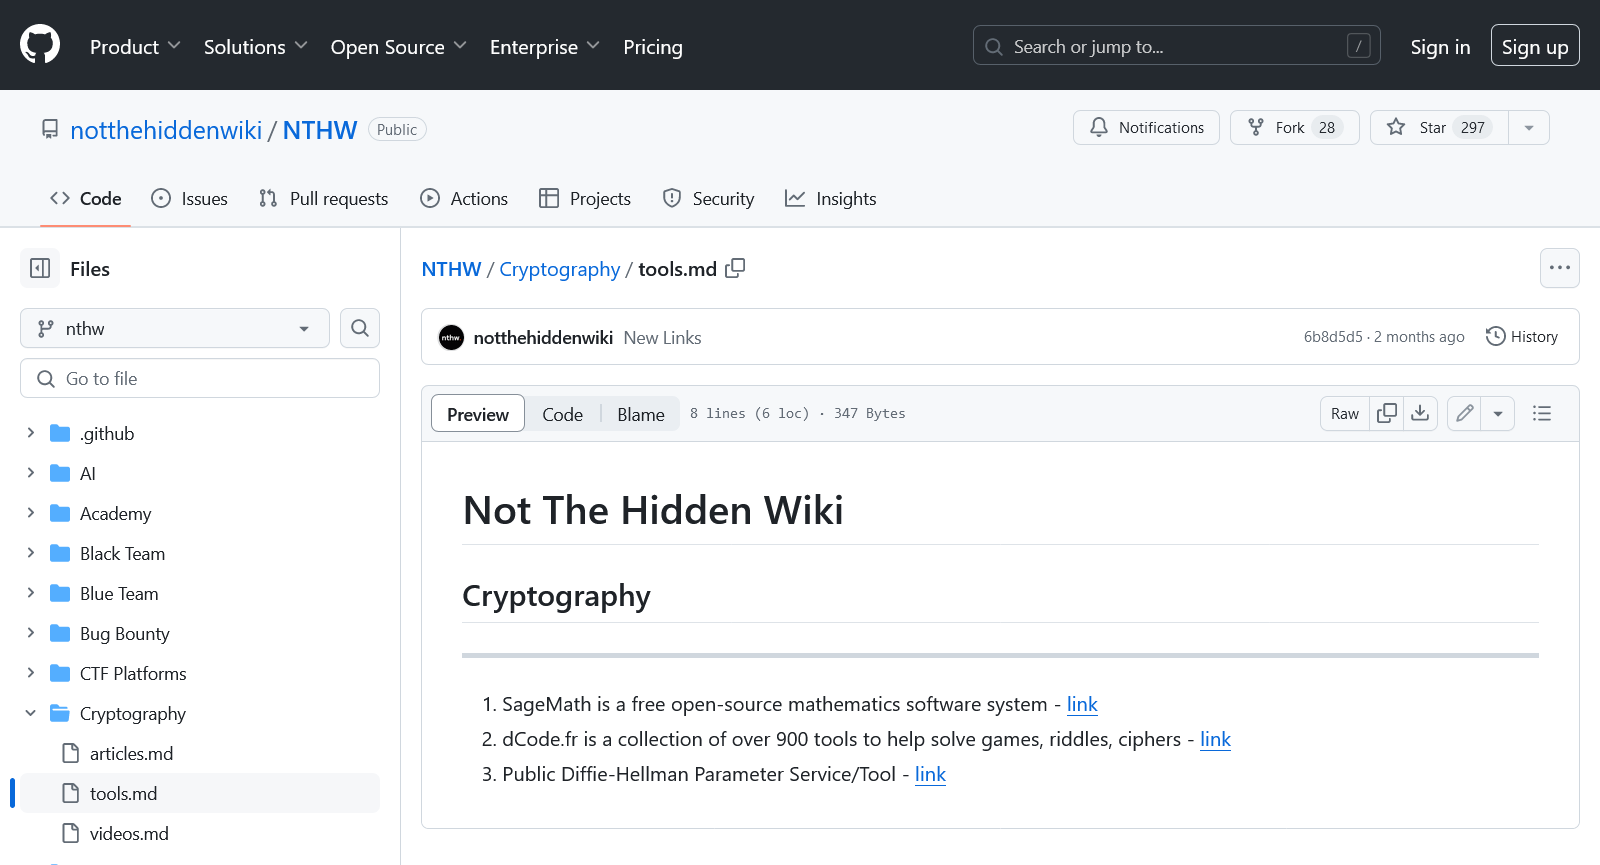 Product Solutions Open Source Enterprise Pricing Search or jump to... / Sign in Sign up
notthehiddenwiki / NTHW Public Notifications Fork 28 Star 297
Code Issues Pull requests Actions Projects Security Insights
Files
nthw
Go to file
.github
AI
Academy
Black Team
Blue Team
Bug Bounty
CTF Platforms
Cryptography
articles.md
tools.md
videos.md
NTHW / Cryptography / tools.md
nthw notthehiddenwiki New Links 6b8d5d5 · 2 months ago History
Preview Code Blame 8 lines (6 loc) · 347 Bytes Raw
Not The Hidden Wiki
Cryptography
1. SageMath is a free open-source mathematics software system - link
2. dCode.fr is a collection of over 900 tools to help solve games, riddles, ciphers - link
3. Public Diffie-Hellman Parameter Service/Tool - link